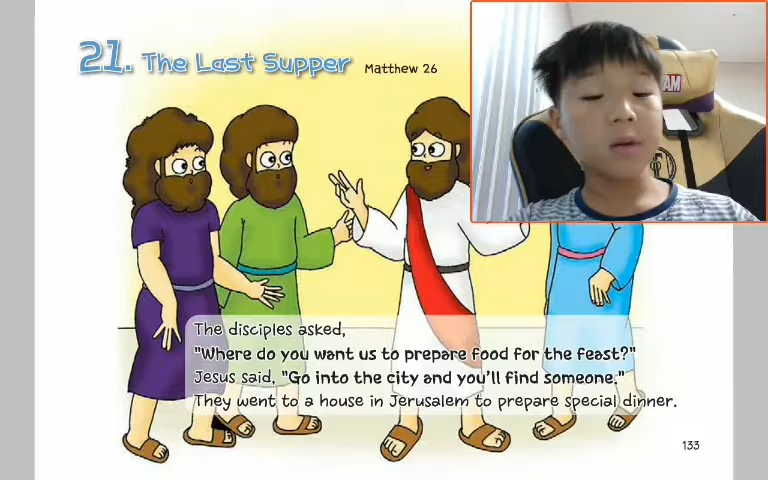 21. The Last Supper Matthew 26
The disciples asked,
"Where do you want us to prepare food for the feast?"
Jesus said, "Go into the city and you'll find someone."
They went to a house in Jerusalem to prepare special dinner.
133
AM